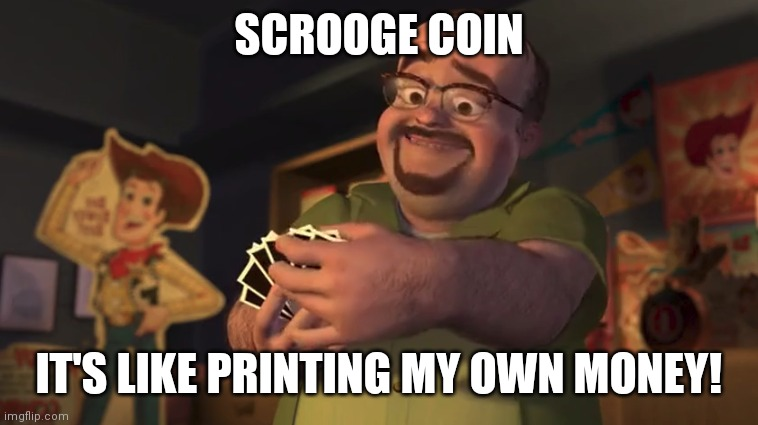 SCROOGE COIN
IT'S LIKE PRINTING MY OWN MONEY!
imgflip.com